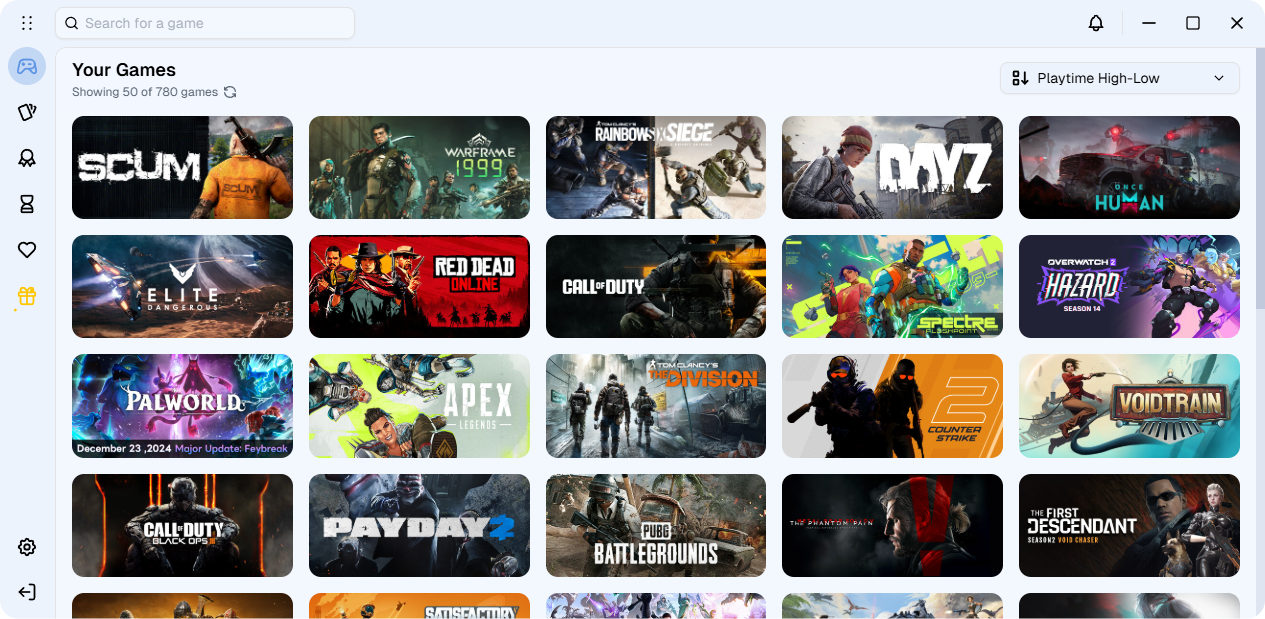 Search for a game
Your Games
Showing 50 of 780 games
Playtime High-Low
SCUM
SCUM
WARFRAME
1999
TOM CLANCY'S
RAINBOWSIX SIEGE
DAYZ
ONCE
HUMAN
ELITE
DANGEROUS
RED DEAD
ONLINE
CALL OF DUTY
SPECTRE
OVERWATCH 2
HAZARD
SEASON 14
PALWORLD
December 23 ,2024 Major Update: Feybreak
APEX
LEGENDS
TOM CLANCY'S
THE DIVISION
2
COUNTER
STRIKE
VOIDTRAIN
CALL OF DUTY
BLACK OPS III
PAYDAY 2
PUBG
BATTLEGROUNDS
THE PHANTOM PAIN
THE FIRST
DESCENDANT
SEASON2 VOID CHASER
SATISFACTORY